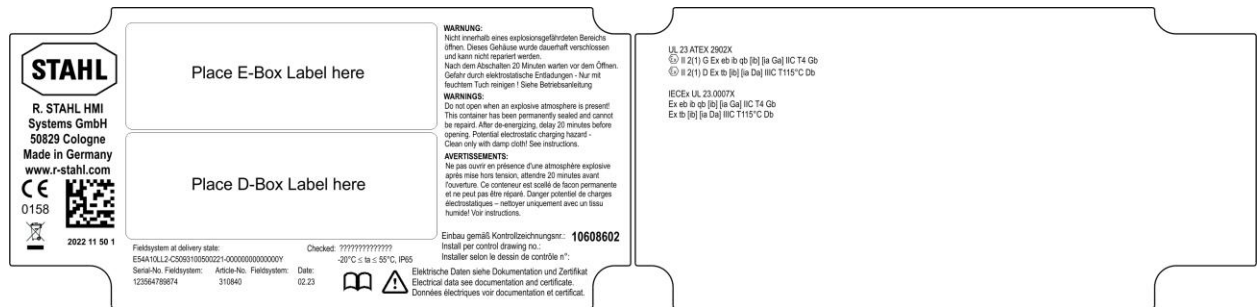 STAHL
R. STAHL HMI
Systems GmbH
50829 Cologne
Made in Germany
www.r-stahl.com
CE
0158
2022 11 50 1
Place E-Box Label here
Place D-Box Label here
Fieldsystem at delivery state:
Checked: ??????????????
E54A10LL2-C5093100500221-00000000000000Y
-20°C ≤ ta ≤ 55°C, IP65
Serial-No. Fieldsystem: Article-No. Fieldsystem: Date:
123564789874 310840 02.23
WARNUNG:
Nicht innerhalb eines explosionsgefährdeten Bereichs
öffnen. Dieses Gehäuse wurde dauerhaft verschlossen
und kann nicht repariert werden.
Nach dem Abschalten 20 Minuten warten vor dem Öffnen.
Gefahr durch elektrostatische Entladungen - Nur mit
feuchtem Tuch reinigen ! Siehe Betriebsanleitung
WARNINGS:
Do not open when an explosive atmosphere is present!
This container has been permanently sealed and cannot
be repaird. After de-energizing, delay 20 minutes before
opening. Potential electrostatic charging hazard -
Clean only with damp cloth! See instructions.
AVERTISSEMENTS:
Ne pas ouvrir en présence d'une atmosphère explosive
après mise hors tension, attendre 20 minutes avant
l'ouverture. Ce conteneur est scellé de facon permanente
et ne peut pas être réparé. Danger potentiel de charges
électrostatiques – nettoyer uniquement avec un tissu
humide! Voir instructions.
Einbau gemäß Kontrollzeichnungsnr.: 10608602
Install per control drawing no.:
Installer selon le dessin de contrôle n°:
Elektrische Daten siehe Dokumentation und Zertifikat
Electrical data see documentation and certificate.
Données électriques voir documentation et certificat.
UL 23 ATEX 2902X
II 2(1) G Ex eb ib qb [ib] [ia Ga] IIC T4 Gb
II 2(1) D Ex tb [ib] [ia Da] IIIC T115°C Db
IECEx UL 23.0007X
Ex eb ib qb [ib] [ia Ga] IIC T4 Gb
Ex tb [ib] [ia Da] IIIC T115°C Db